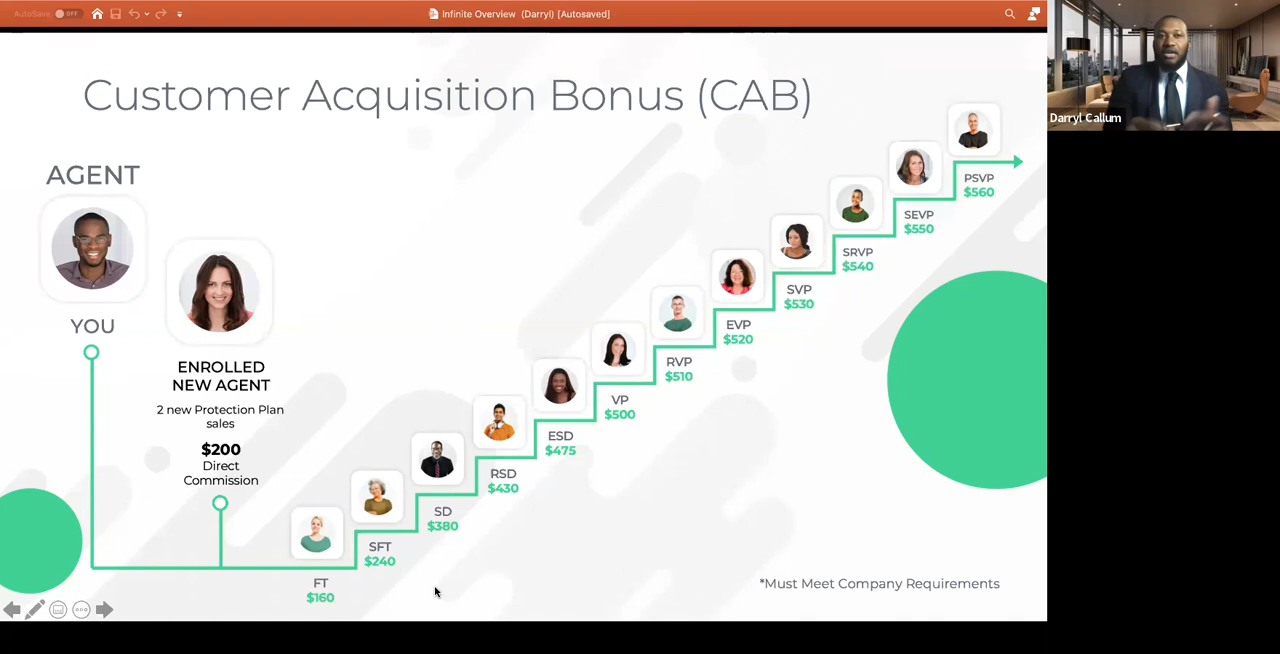 AutoSave OFF
Infinite Overview (Darryl) [Autosaved]
Customer Acquisition Bonus (CAB)
Darryl Callum
AGENT
YOU
ENROLLED
NEW AGENT
2 new Protection Plan
sales
$200
Direct
Commission
FT
$160
SFT
$240
SD
$380
RSD
$430
ESD
$475
VP
$500
RVP
$510
EVP
$520
SVP
$530
SRVP
$540
SEVP
$550
PSVP
$560
*Must Meet Company Requirements